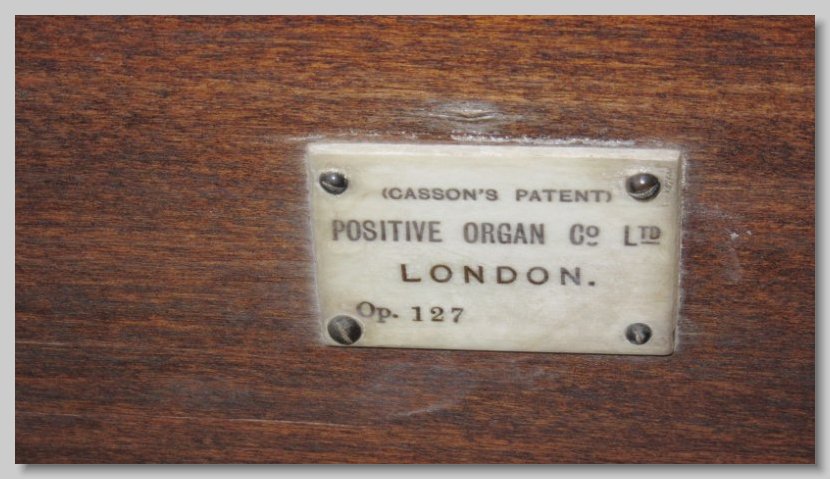 (CASSON'S PATENT)
POSITIVE ORGAN Cº LTD
LONDON.
Op. 127